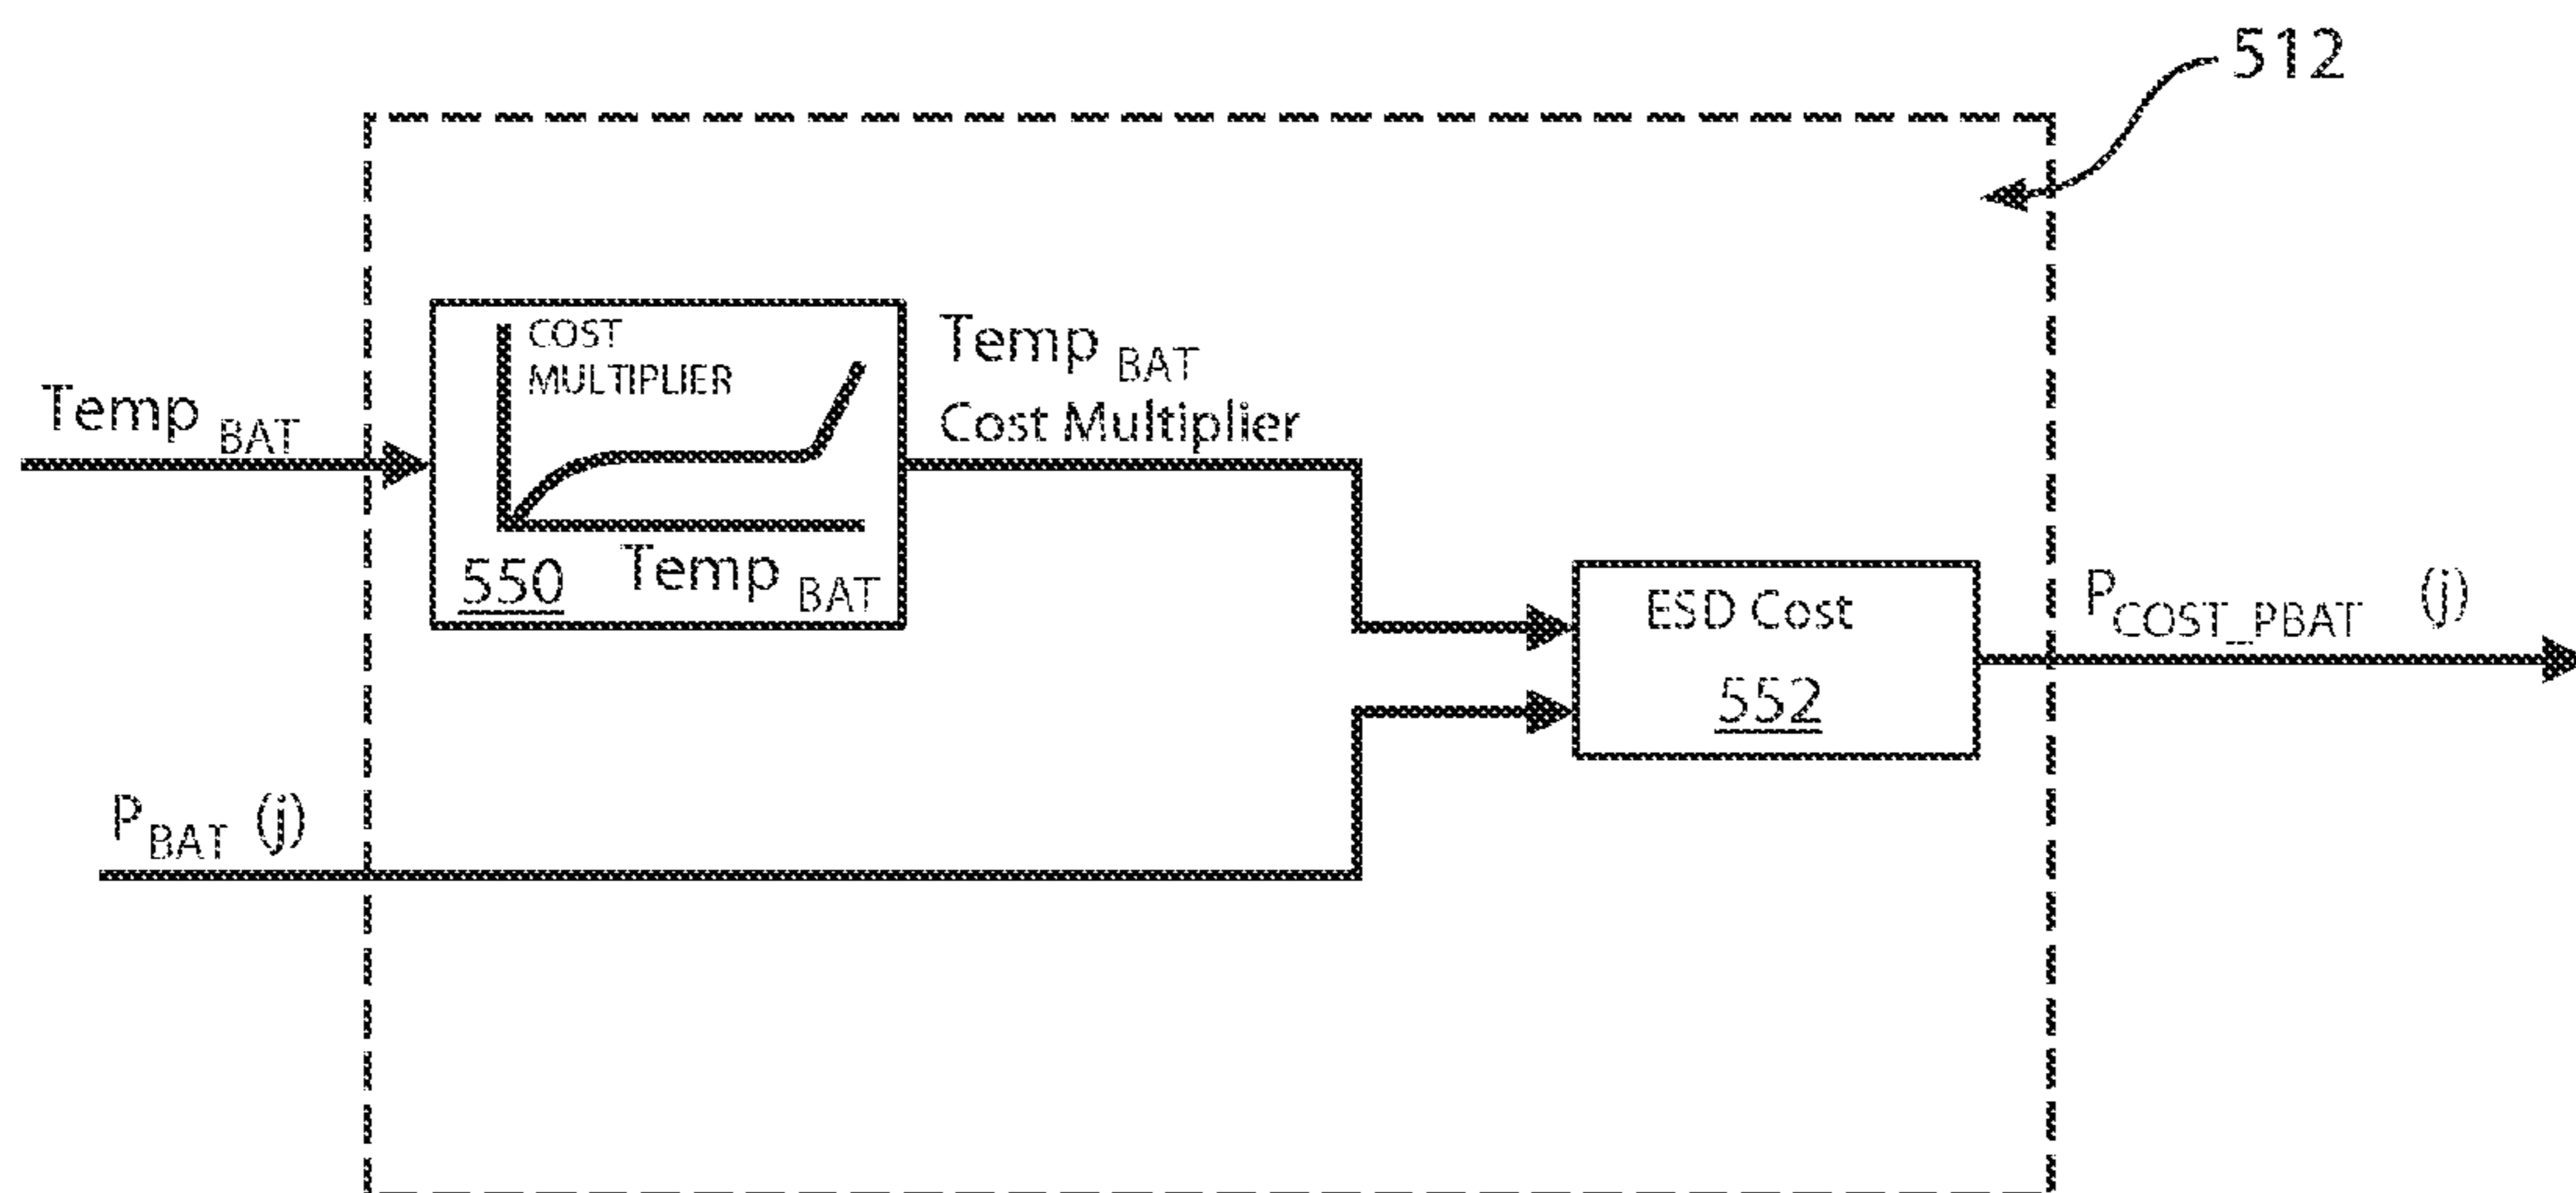 512
COST
MULTIPLIER
Temp BAT
550
Temp BAT
Temp BAT
Cost Multiplier
ESD Cost
552
P COST_PBAT (j)
P BAT (j)